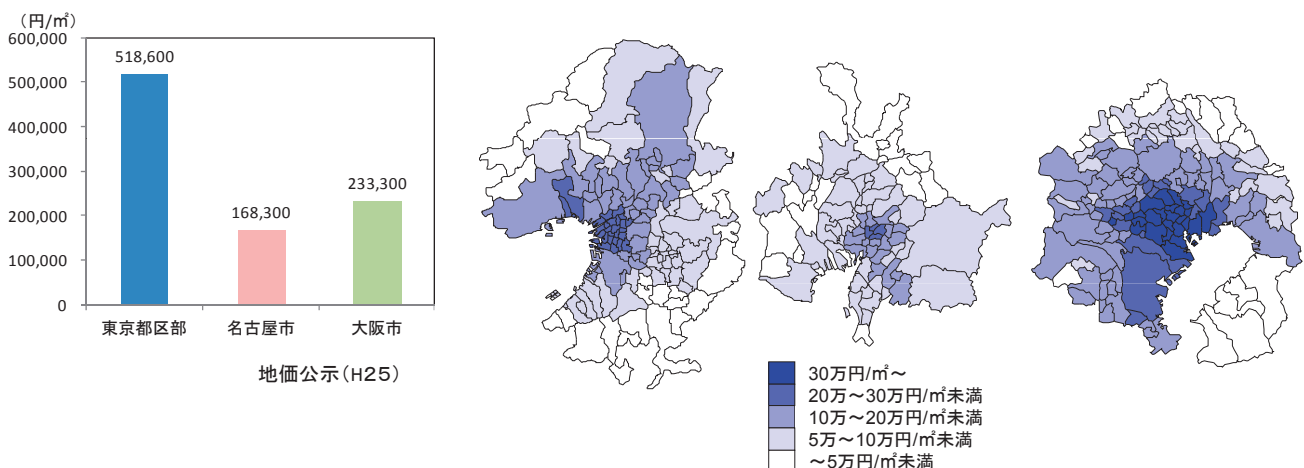 (円/㎡)
600,000
500,000
400,000
300,000
200,000
100,000
0
518,600
168,300
233,300
東京都区部
名古屋市
大阪市
地価公示(H25)
30万円/㎡～
20万～30万円/㎡未満
10万～20万円/㎡未満
5万～10万円/㎡未満
～5万円/㎡未満